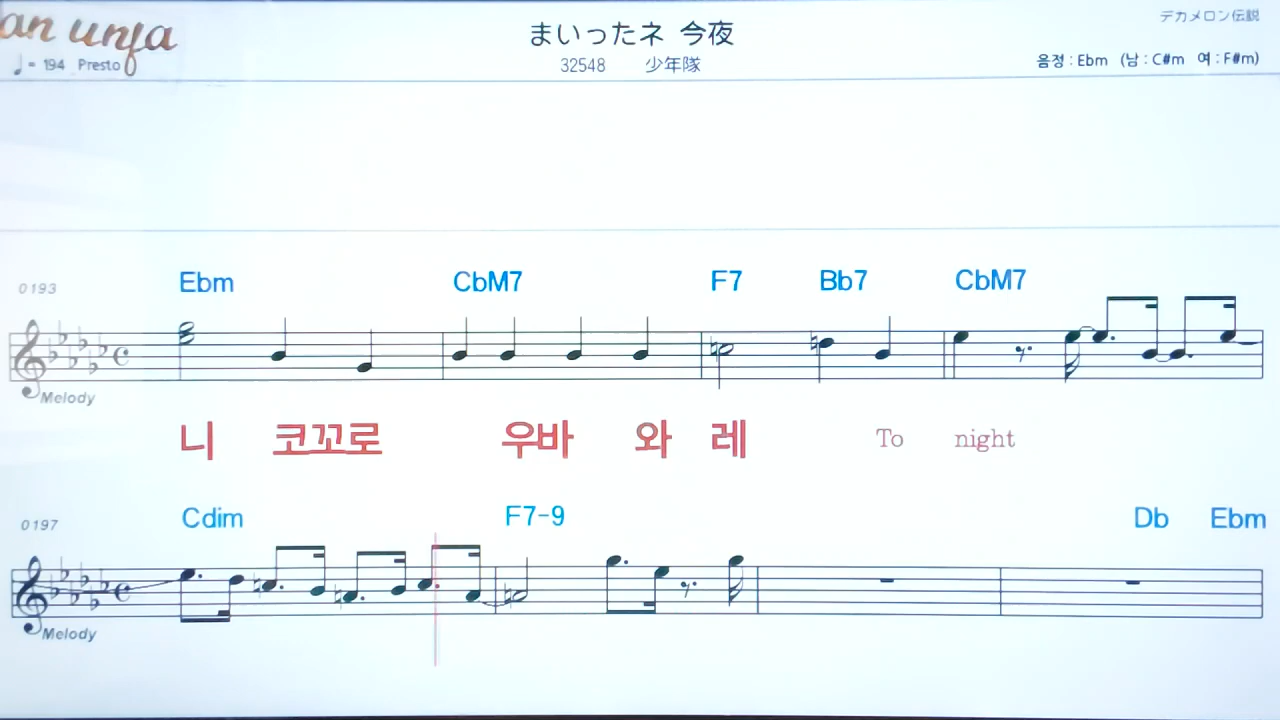 an unja
まいったネ 今夜
デカメロン伝説
♩= 194 Presto
32548 少年隊
음정 : Ebm (남 : C#m 여 : F#m)
0193
Ebm CbM7 F7 Bb7 CbM7
Melody
니 코꼬로 우바 와 레 To night
0197
Cdim F7-9 Db Ebm
Melody